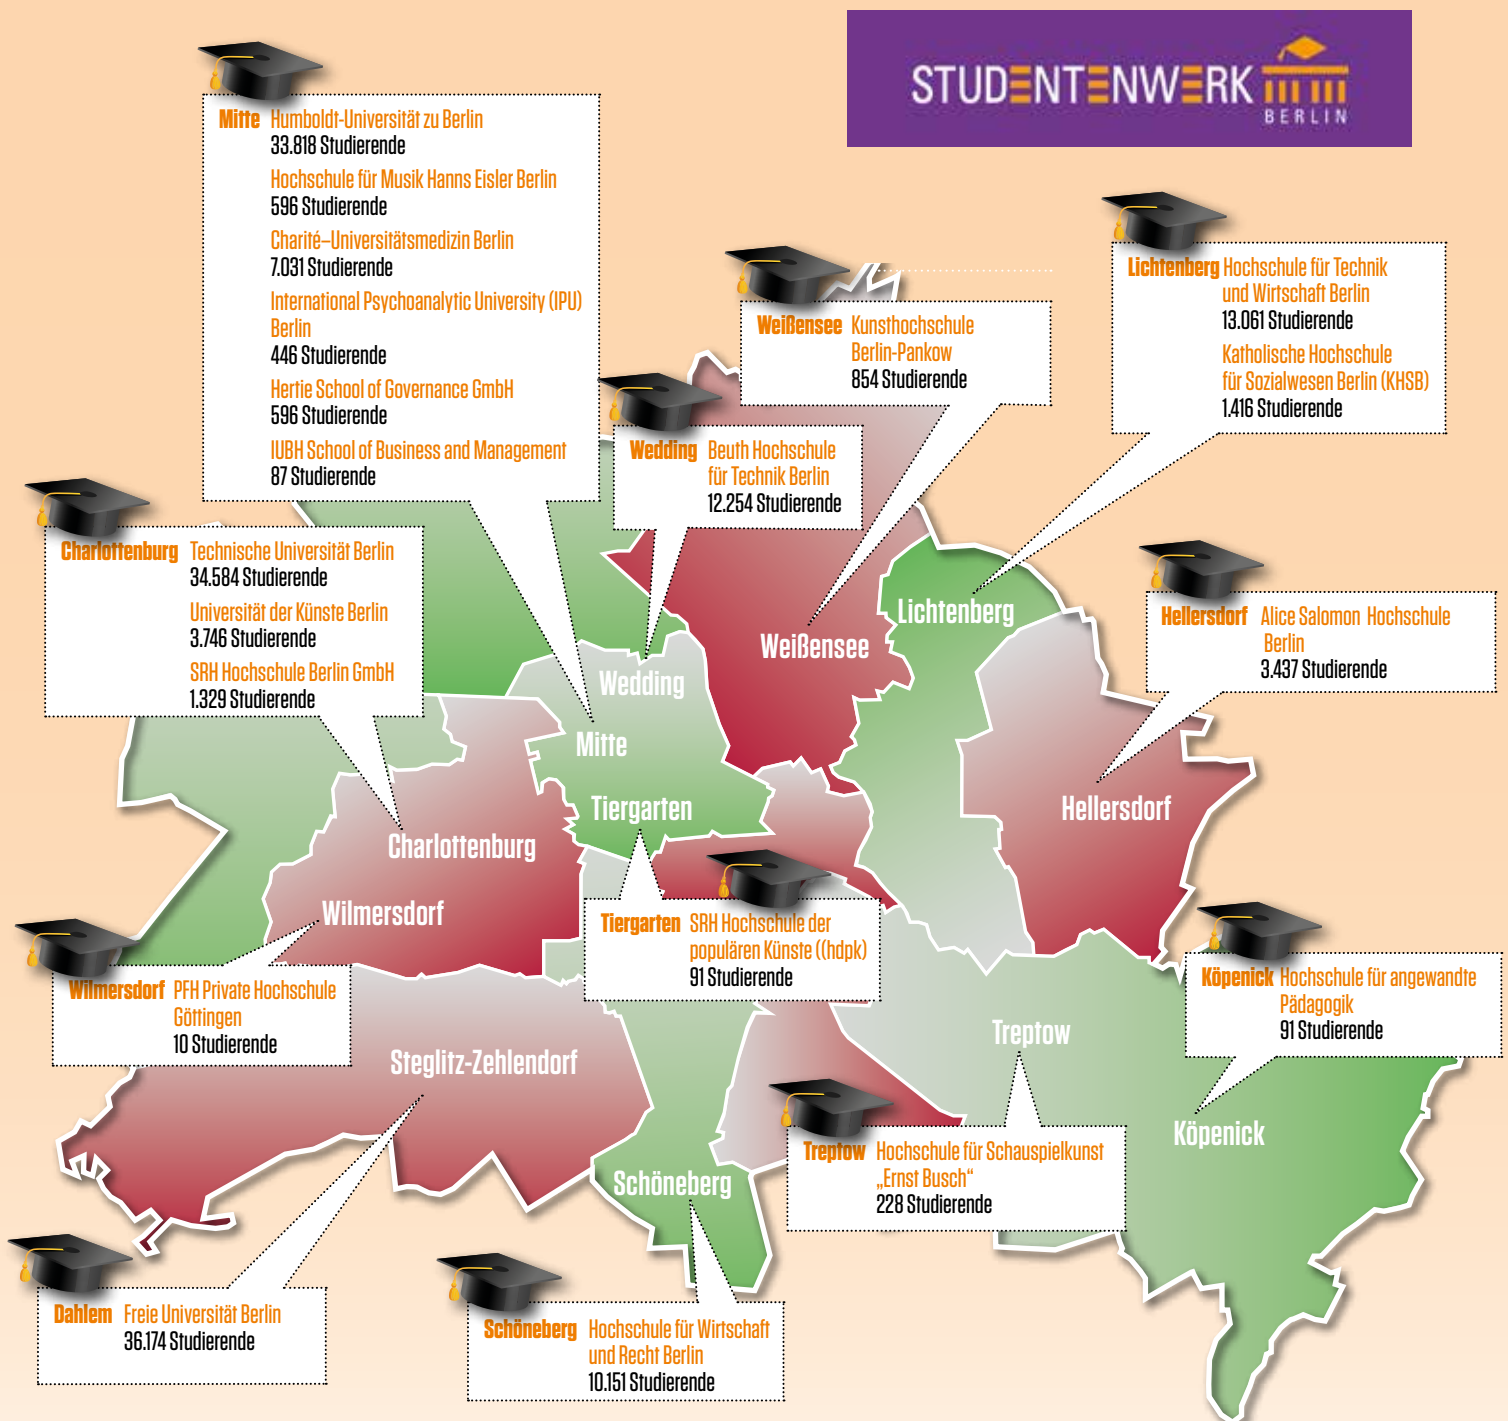 STUDENTENWERK
BERLIN
Mitte Humboldt-Universität zu Berlin
33.818 Studierende
Hochschule für Musik Hanns Eisler Berlin
596 Studierende
Charité–Universitätsmedizin Berlin
7.031 Studierende
International Psychoanalytic University (IPU)
Berlin
446 Studierende
Hertie School of Governance GmbH
596 Studierende
IUBH School of Business and Management
87 Studierende
Weißensee Kunsthochschule
Berlin-Pankow
854 Studierende
Lichtenberg Hochschule für Technik
und Wirtschaft Berlin
13.061 Studierende
Katholische Hochschule
für Sozialwesen Berlin (KHSB)
1.416 Studierende
Wedding Beuth Hochschule
für Technik Berlin
12.254 Studierende
Charlottenburg Technische Universität Berlin
34.584 Studierende
Universität der Künste Berlin
3.746 Studierende
SRH Hochschule Berlin GmbH
1.329 Studierende
Hellersdorf Alice Salomon Hochschule
Berlin
3.437 Studierende
Lichtenberg
Weißensee
Wedding
Mitte
Tiergarten
Hellersdorf
Charlottenburg
Wilmersdorf
Tiergarten SRH Hochschule der
populären Künste ((hdpk)
91 Studierende
Wilmersdorf PFH Private Hochschule
Göttingen
10 Studierende
Köpenick Hochschule für angewandte
Pädagogik
91 Studierende
Treptow
Steglitz-Zehlendorf
Köpenick
Treptow Hochschule für Schauspielkunst
„Ernst Busch“
228 Studierende
Schöneberg
Dahlem Freie Universität Berlin
36.174 Studierende
Schöneberg Hochschule für Wirtschaft
und Recht Berlin
10.151 Studierende